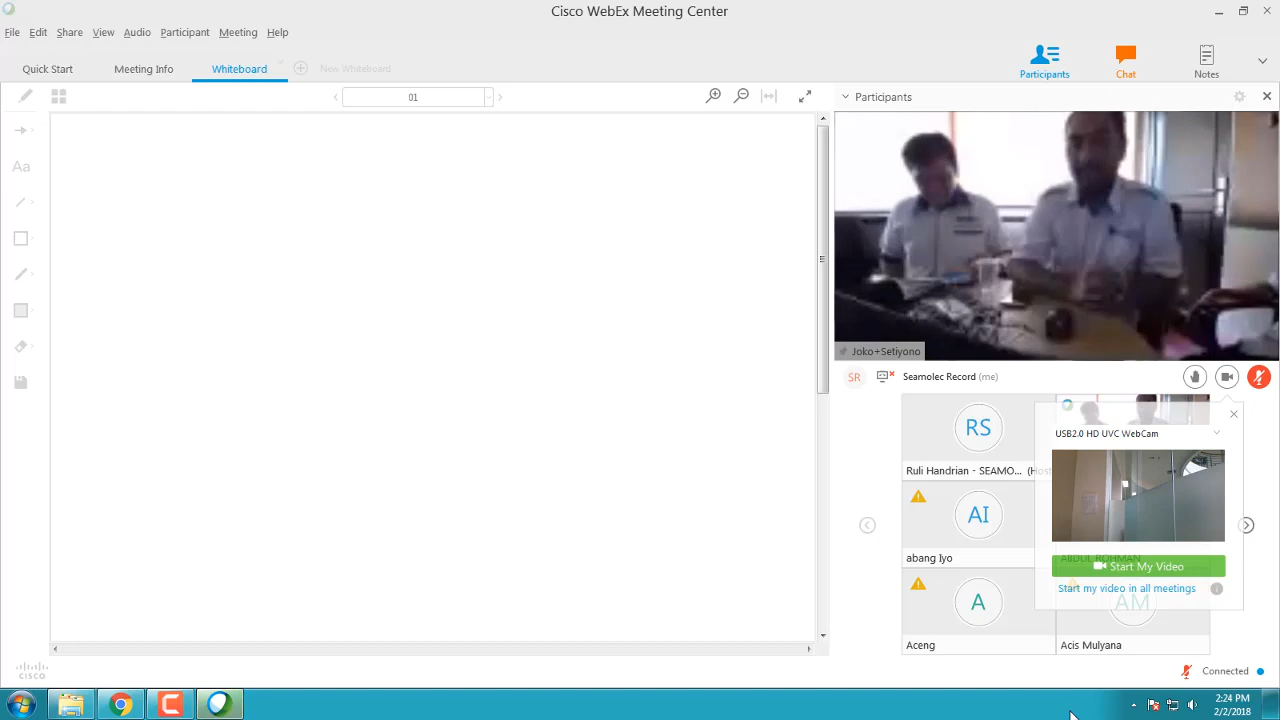 Cisco WebEx Meeting Center
File Edit Share View Audio Participant Meeting Help
Quick Start Meeting Info Whiteboard New Whiteboard
Participants Chat Notes
01
Participants
Aa
Joko+Setiyono
SR Seamolec Record (me)
RS
Ruli Handrian - SEAMO... (Host
USB2.0 HD UVC WebCam
AI
abang Iyo
ABDUL ROHMAN
Start My Video
Start my video in all meetings
A
AM
Aceng
Acis Mulyana
cisco
Connected
2:24 PM
2/2/2018